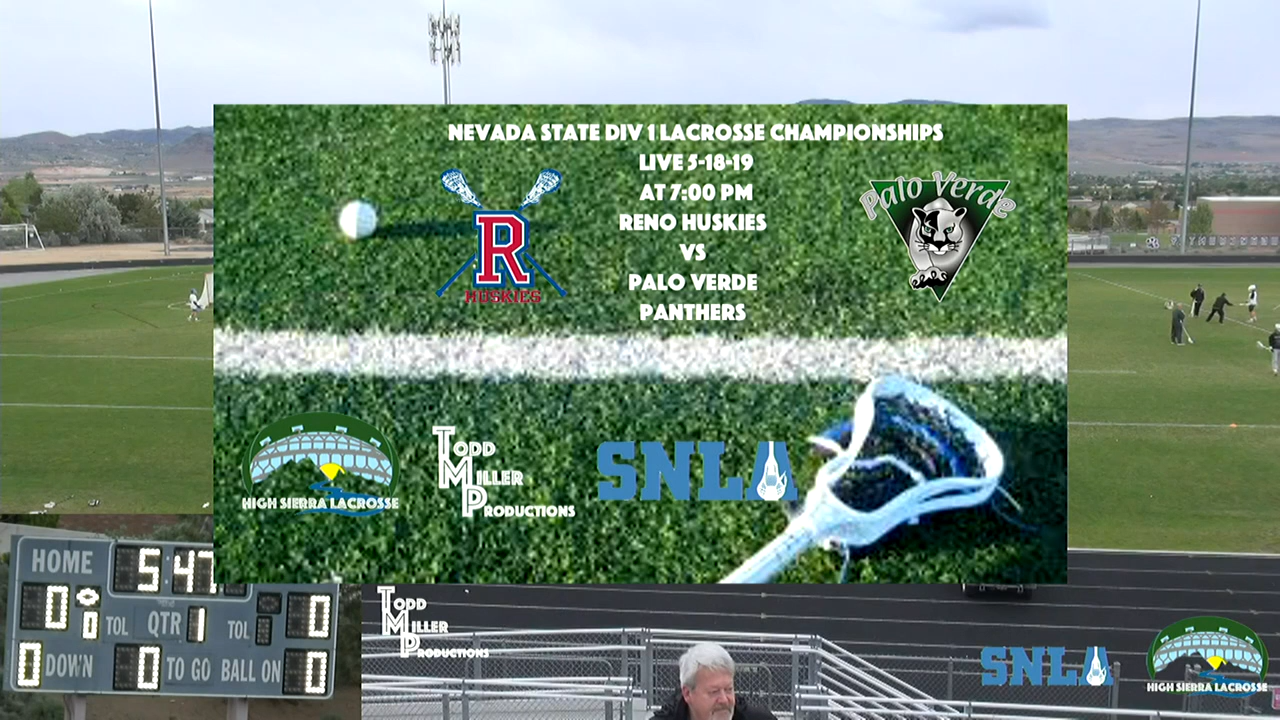 NEVADA STATE DIV 1 LACROSSE CHAMPIONSHIPS
LIVE 5-18-19
AT 7:00 PM
RENO HUSKIES
VS
PALO VERDE
PANTHERS
R
HUSKIES
Palo Verde
HIGH SIERRA LACROSSE
TODD
MILLER
PRODUCTIONS
SNLA
HOME
5:47
0 0 TOL QTR 1 TOL 0
0 DOWN 0 TO GO BALL ON 0
TODD
MILLER
PRODUCTIONS
SNLA
HIGH SIERRA LACROSSE